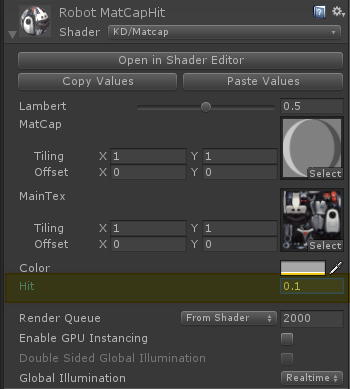 Robot MatCapHit
Shader KD/Matcap
Open in Shader Editor
Copy Values Paste Values
Lambert 0.5
MatCap
Tiling X 1 Y 1
Offset X 0 Y 0
Select
MainTex
Tiling X 1 Y 1
Offset X 0 Y 0
Select
Color
Hit 0.1
Render Queue From Shader 2000
Enable GPU Instancing
Double Sided Global Illumination
Global Illumination Realtime